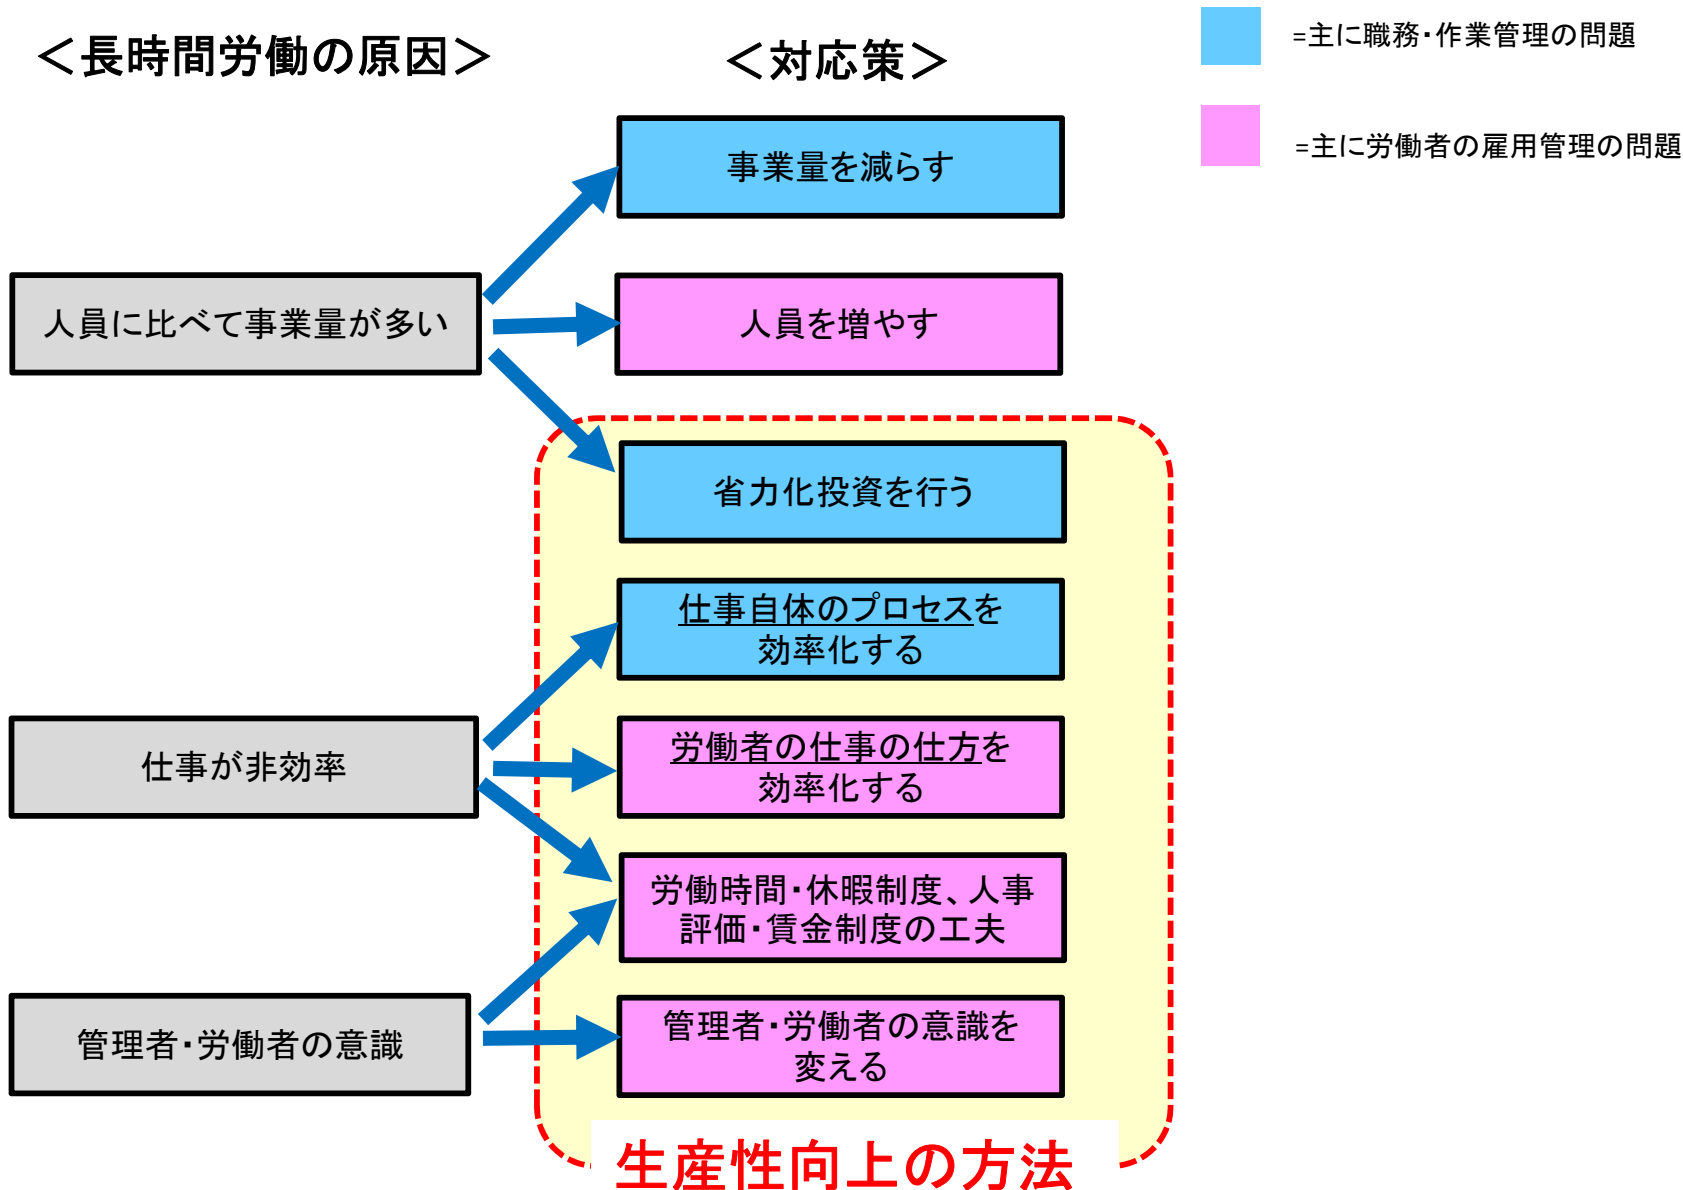 ＜長時間労働の原因＞
＜対応策＞
=主に職務・作業管理の問題
=主に労働者の雇用管理の問題
事業量を減らす
人員に比べて事業量が多い
人員を増やす
省力化投資を行う
仕事自体のプロセスを
効率化する
仕事が非効率
労働者の仕事の仕方を
効率化する
労働時間・休暇制度、人事
評価・賃金制度の工夫
管理者・労働者の意識
管理者・労働者の意識を
変える
生産性向上の方法